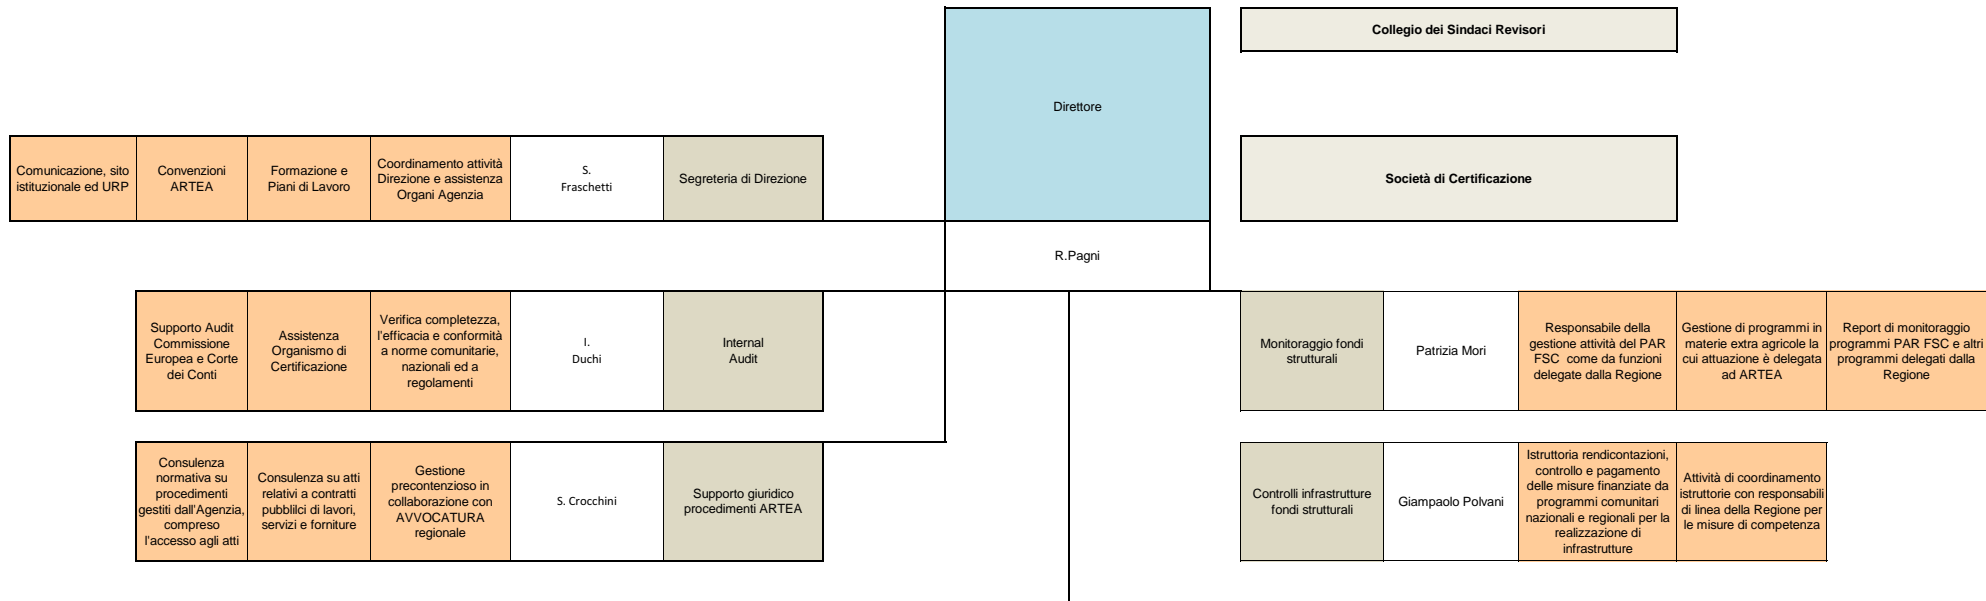 Collegio dei Sindaci Revisori
Direttore
Comunicazione, sito
istituzionale ed URP
Convenzioni
ARTEA
Formazione e
Piani di Lavoro
Coordinamento attività
Direzione e assistenza
Organi Agenzia
S.
Fraschetti
Segreteria di Direzione
Società di Certificazione
R.Pagni
Supporto Audit
Commissione
Europea e Corte
dei Conti
Assistenza
Organismo di
Certificazione
Verifica completezza,
l'efficacia e conformità
a norme comunitarie,
nazionali ed a
regolamenti
I.
Duchi
Internal
Audit
Monitoraggio fondi
strutturali
Patrizia Mori
Responsabile della
gestione attività del PAR
FSC come da funzioni
delegate dalla Regione
Gestione di programmi in
materie extra agricole la
cui attuazione è delegata
ad ARTEA
Report di monitoraggio
programmi PAR FSC e altri
programmi delegati dalla
Regione
Consulenza
normativa su
procedimenti
gestiti dall'Agenzia,
compreso
l'accesso agli atti
Consulenza su atti
relativi a contratti
pubblilci di lavori,
servizi e forniture
Gestione
precontenzioso in
collaborazione con
AVVOCATURA
regionale
S. Crocchini
Supporto giuridico
procedimenti ARTEA
Controlli infrastrutture
fondi strutturali
Giampaolo Polvani
Istruttoria rendicontazioni,
controllo e pagamento
delle misure finanziate da
programmi comunitari
nazionali e regionali per la
realizzazione di
infrastrutture
Attività di coordinamento
istruttorie con responsabili
di linea della Regione per
le misure di competenza